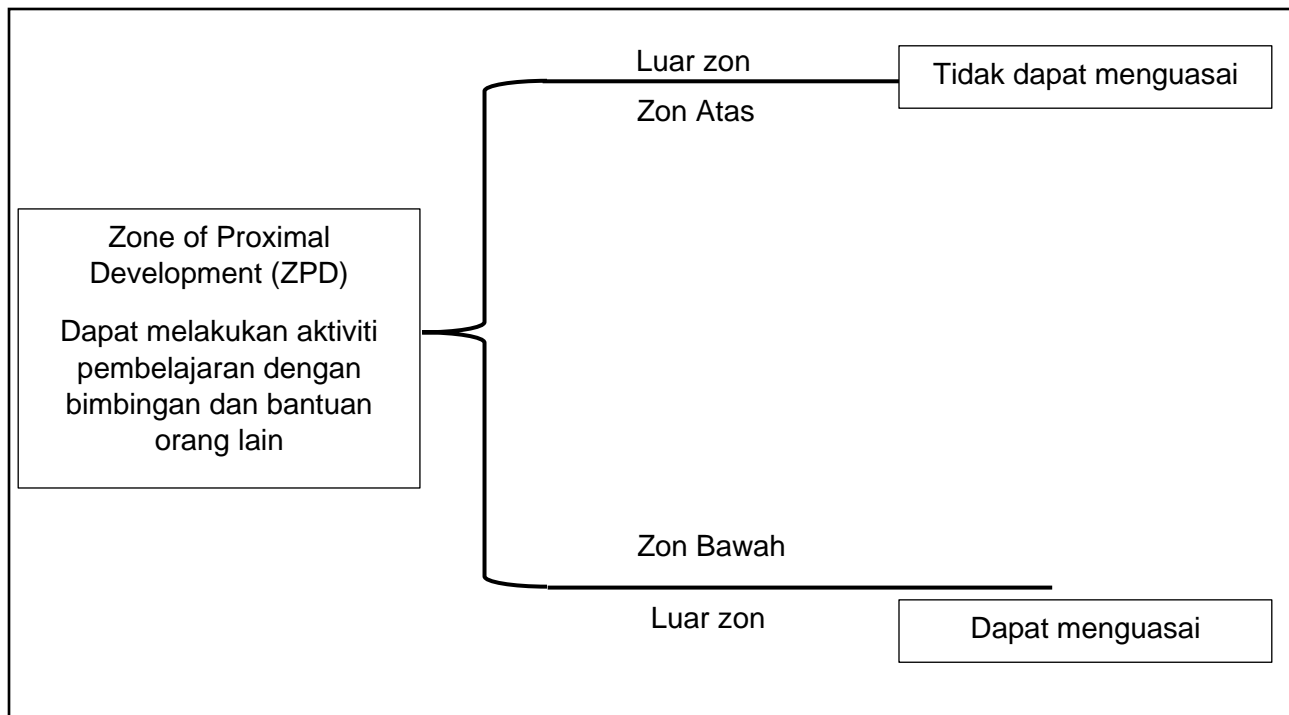 Luar zon
Tidak dapat menguasai
Zon Atas
Zone of Proximal
Development (ZPD)
Dapat melakukan aktiviti
pembelajaran dengan
bimbingan dan bantuan
orang lain
Zon Bawah
Luar zon
Dapat menguasai